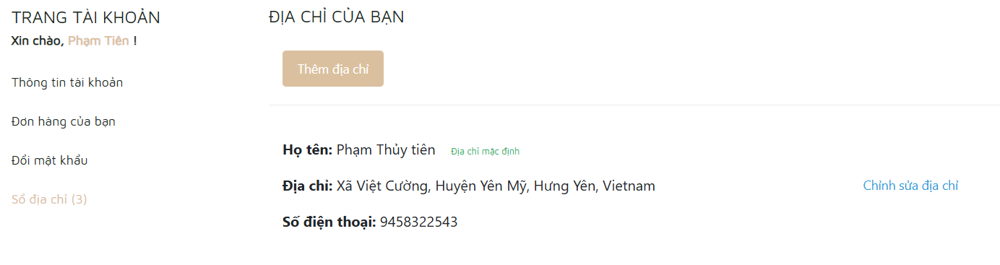 TRANG TÀI KHOẢN
Xin chào, Phạm Tiên !
Thông tin tài khoản
Đơn hàng của bạn
Đổi mật khẩu
Sổ địa chỉ (3)
ĐỊA CHỈ CỦA BẠN
Thêm địa chỉ
Họ tên: Phạm Thủy tiên Địa chỉ mặc định
Địa chỉ: Xã Việt Cường, Huyện Yên Mỹ, Hưng Yên, Vietnam Chỉnh sửa địa chỉ
Số điện thoại: 9458322543